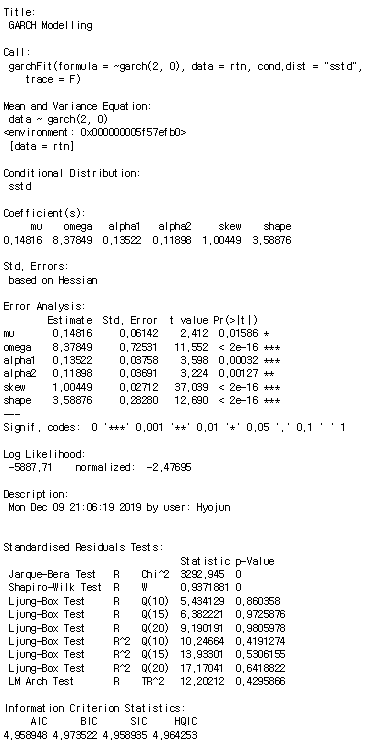 Title:
GARCH Modelling
Call:
garchFit(formula = ~garch(2, 0), data = rtn, cond.dist = "sstd",
trace = F)
Mean and Variance Equation:
data ~ garch(2, 0)
<environment: 0x000000005f57efb0>
[data = rtn]
Conditional Distribution:
sstd
Coefficient(s):
mu omega alpha1 alpha2 skew shape
0.14816 8.37849 0.13522 0.11898 1.00449 3.58876
Std. Errors:
based on Hessian
Error Analysis:
Estimate Std. Error t value Pr(>|t|)
mu 0.14816 0.06142 2.412 0.01586 *
omega 8.37849 0.72531 11.552 < 2e-16 ***
alpha1 0.13522 0.03758 3.598 0.00032 ***
alpha2 0.11898 0.03691 3.224 0.00127 **
skew 1.00449 0.02712 37.039 < 2e-16 ***
shape 3.58876 0.28280 12.690 < 2e-16 ***
---
Signif. codes: 0 '***' 0.001 '**' 0.01 '*' 0.05 '.' 0.1 ' ' 1
Log Likelihood:
-5887.71 normalized: -2.47695
Description:
Mon Dec 09 21:06:19 2019 by user: Hyojun
Standardised Residuals Tests:
Statistic p-Value
Jarque-Bera Test R Chi^2 3292.945 0
Shapiro-Wilk Test R W 0.9371881 0
Ljung-Box Test R Q(10) 5.434129 0.860358
Ljung-Box Test R Q(15) 6.382221 0.9725876
Ljung-Box Test R Q(20) 9.190191 0.9805978
Ljung-Box Test R^2 Q(10) 10.24664 0.4191274
Ljung-Box Test R^2 Q(15) 13.93301 0.5306155
Ljung-Box Test R^2 Q(20) 17.17041 0.6418822
LM Arch Test R TR^2 12.20212 0.4295866
Information Criterion Statistics:
AIC BIC SIC HQIC
4.958948 4.973522 4.958935 4.964253